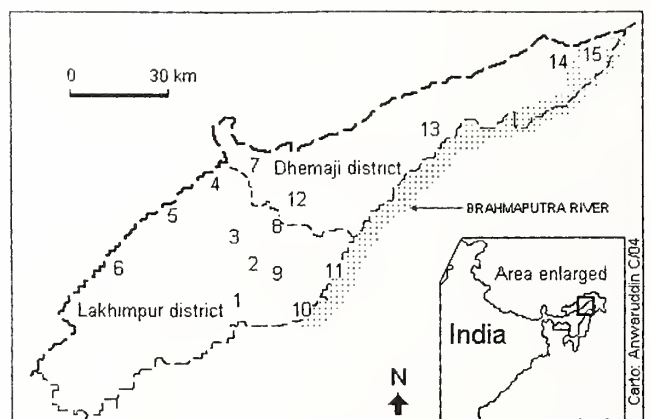 0 30 km
14 15
13
7 Dhemaji district
4
12
5
8
BRAHMAPUTRA RIVER
3
6
2 9 11
Area enlarged
1
Lakhimpur district 10
India
N
Carto: Anwaruddin C/04